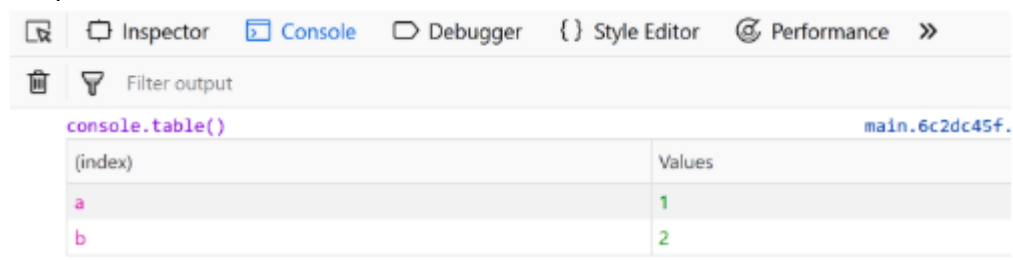 Inspector Console Debugger {} Style Editor Performance »
Filter output
console.table() main.6c2dc45f.
(index) Values
a 1
b 2